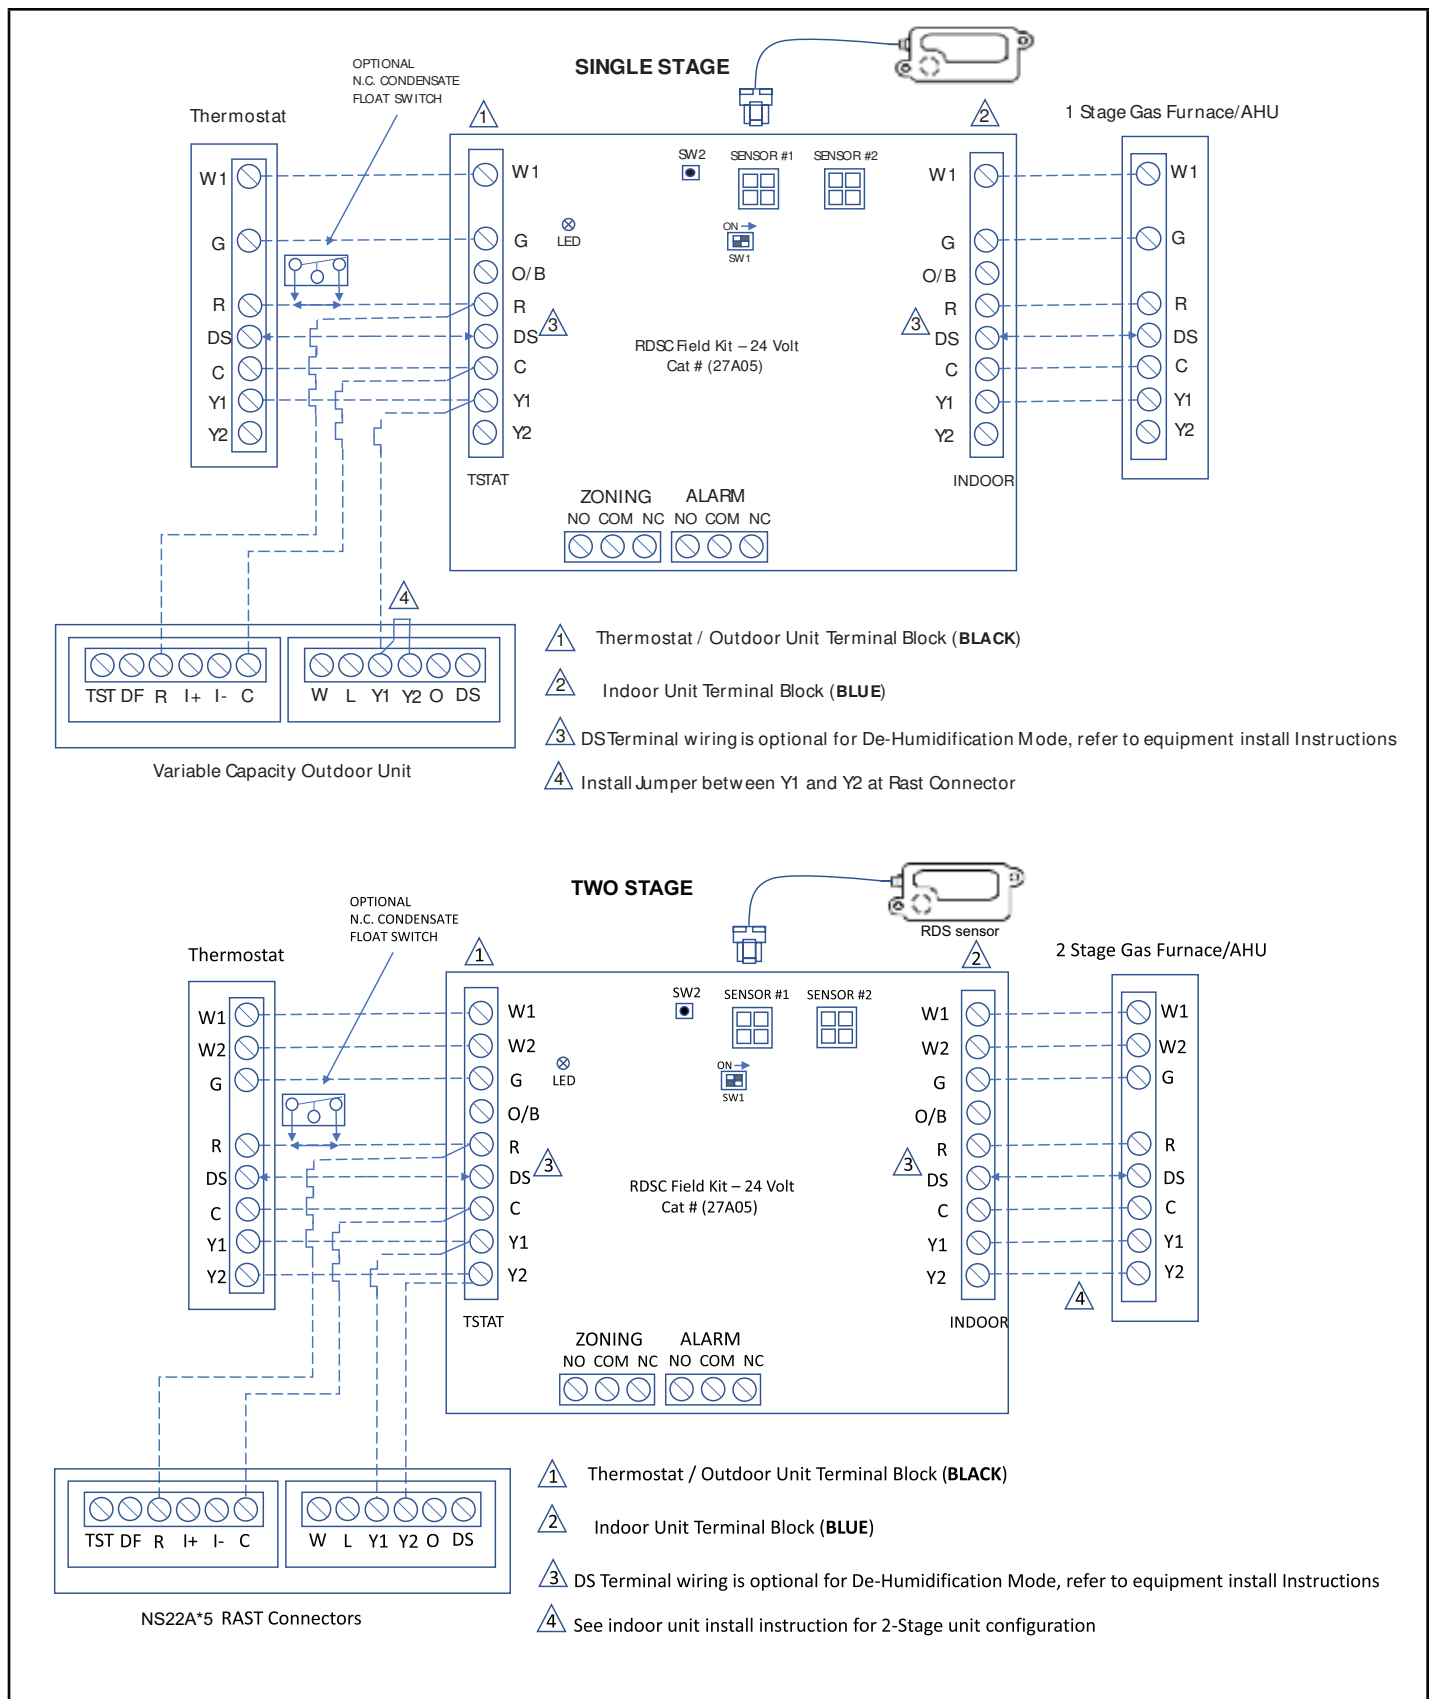 SINGLE STAGE
OPTIONAL
N.C. CONDENSATE
FLOAT SWITCH
Thermostat
1
2
1 Stage Gas Furnace/AHU
W1
G
R
DS
C
Y1
Y2
W1
G
O/B
R
DS
C
Y1
Y2
TSTAT
3
SW2
SENSOR #1
SENSOR #2
LED
ON
SW1
RDSC Field Kit – 24 Volt
Cat # (27A05)
ZONING
NO COM NC
ALARM
NO COM NC
W1
G
O/B
R
3
DS
C
Y1
Y2
INDOOR
W1
G
R
DS
C
Y1
Y2
4
TST DF R I+ I- C
W L Y1 Y2 O DS
Variable Capacity Outdoor Unit
1 Thermostat / Outdoor Unit Terminal Block (BLACK)
2 Indoor Unit Terminal Block (BLUE)
3 DS Terminal wiring is optional for De-Humidification Mode, refer to equipment install Instructions
4 Install Jumper between Y1 and Y2 at Rast Connector
TWO STAGE
RDS sensor
OPTIONAL
N.C. CONDENSATE
FLOAT SWITCH
Thermostat
1
2
2 Stage Gas Furnace/AHU
W1
W2
G
R
DS
C
Y1
Y2
W1
W2
G
O/B
R
DS
C
Y1
Y2
TSTAT
3
SW2
SENSOR #1
SENSOR #2
LED
ON
SW1
RDSC Field Kit – 24 Volt
Cat # (27A05)
ZONING
NO COM NC
ALARM
NO COM NC
W1
W2
G
O/B
R
3
DS
C
Y1
Y2
INDOOR
W1
W2
G
R
DS
C
Y1
Y2
4
TST DF R I+ I- C
W L Y1 Y2 O DS
NS22A*5 RAST Connectors
1 Thermostat / Outdoor Unit Terminal Block (BLACK)
2 Indoor Unit Terminal Block (BLUE)
3 DS Terminal wiring is optional for De-Humidification Mode, refer to equipment install Instructions
4 See indoor unit install instruction for 2-Stage unit configuration